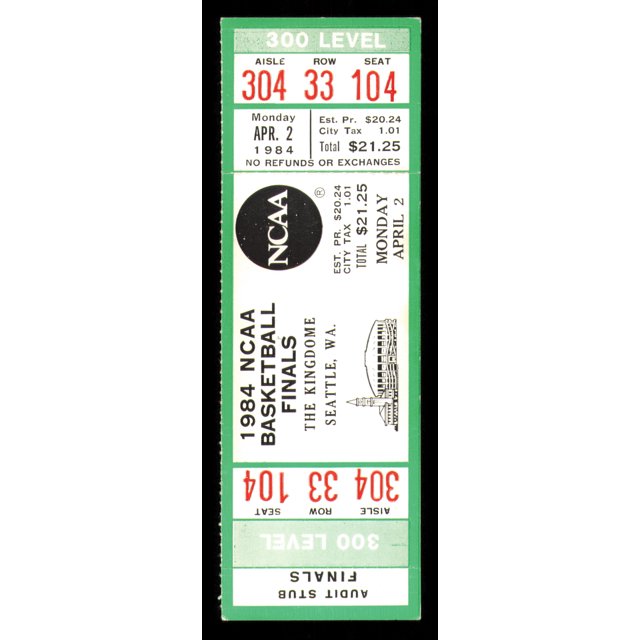 300 LEVEL
AISLE ROW SEAT
304 33 104
Monday
APR. 2
1984
Est. Pr. $20.24
City Tax 1.01
Total $21.25
NO REFUNDS OR EXCHANGES
NCAA
®
EST. PR. $20.24
CITY TAX 1.01
TOTAL $21.25
MONDAY
APRIL 2
1984 NCAA
BASKETBALL
FINALS
THE KINGDOME
SEATTLE, WA.
AISLE ROW SEAT
304 33 104
300 LEVEL
AUDIT STUB
FINALS